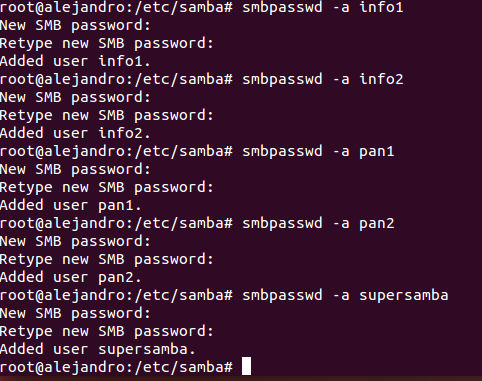 root@alejandro:/etc/samba# smbpasswd -a info1
New SMB password:
Retype new SMB password:
Added user info1.
root@alejandro:/etc/samba# smbpasswd -a info2
New SMB password:
Retype new SMB password:
Added user info2.
root@alejandro:/etc/samba# smbpasswd -a pan1
New SMB password:
Retype new SMB password:
Added user pan1.
root@alejandro:/etc/samba# smbpasswd -a pan2
New SMB password:
Retype new SMB password:
Added user pan2.
root@alejandro:/etc/samba# smbpasswd -a supersamba
New SMB password:
Retype new SMB password:
Added user supersamba.
root@alejandro:/etc/samba#